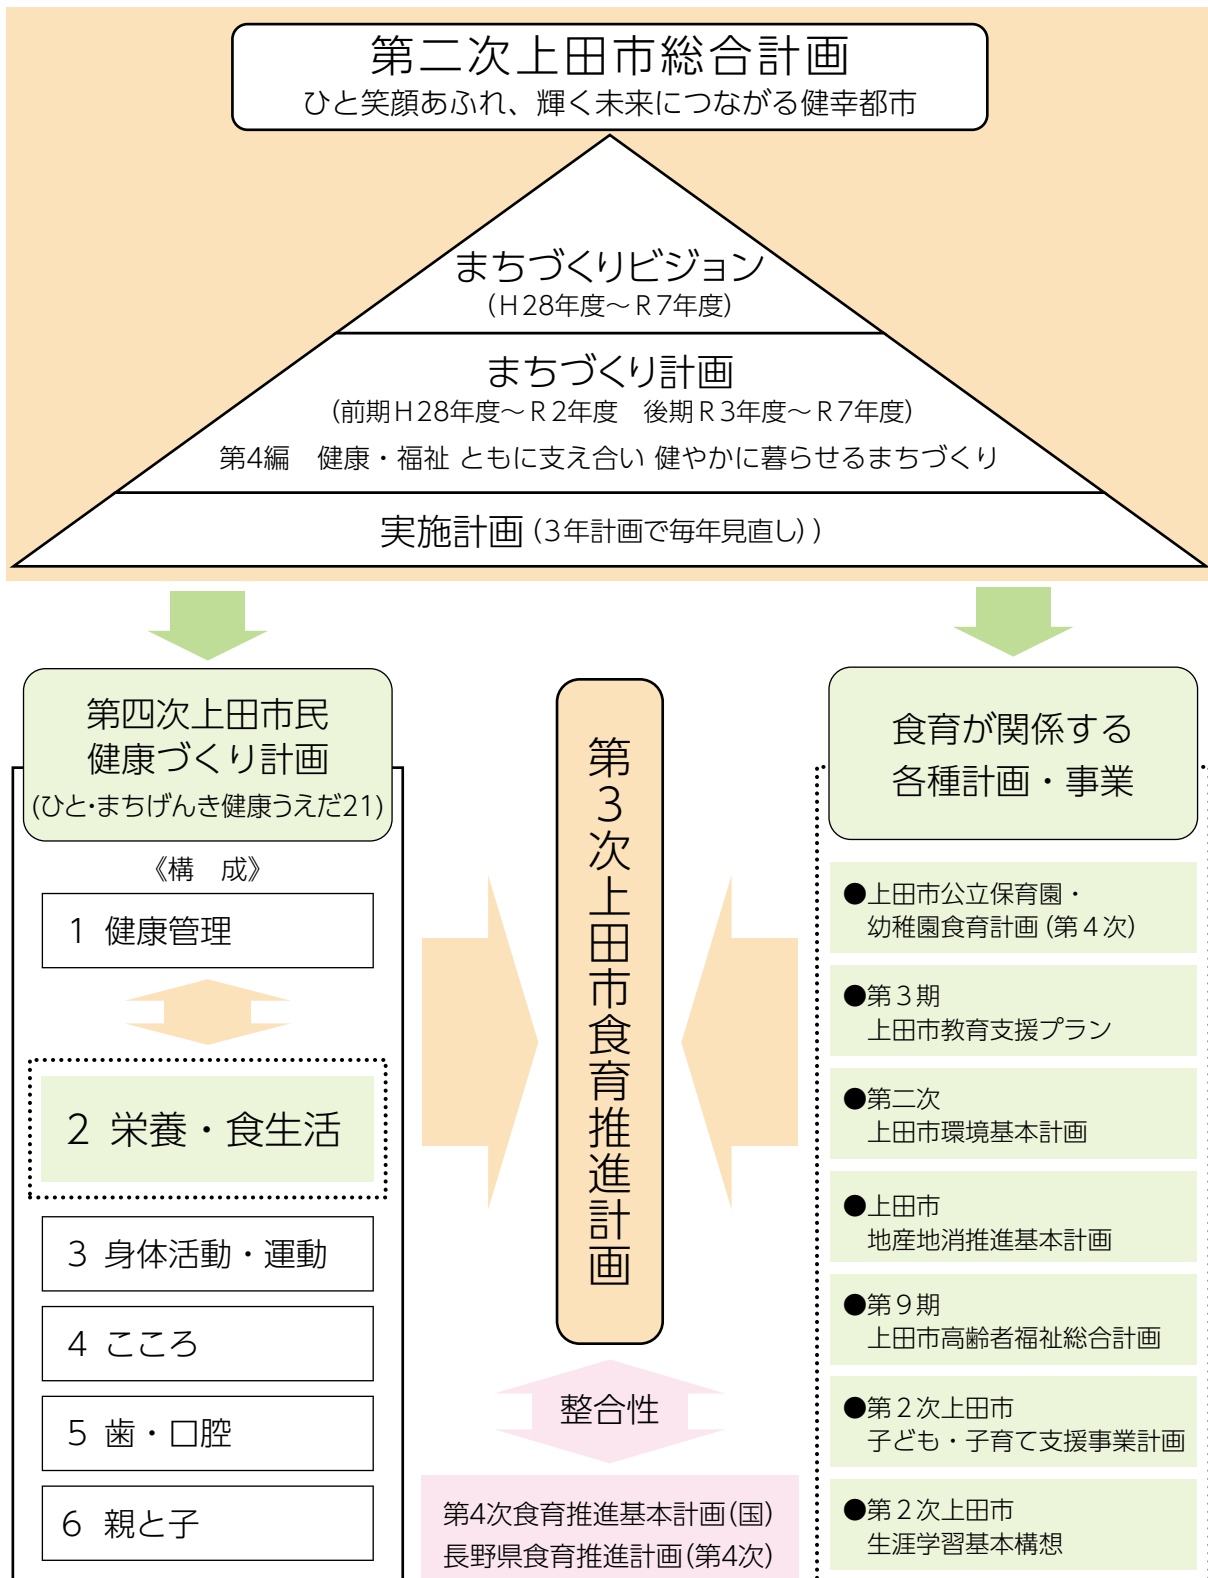 第二次上田市総合計画
ひと笑顔あふれ、輝く未来につながる健幸都市
まちづくりビジョン
(H28年度～R7年度)
まちづくり計画
(前期H28年度～R2年度　後期R3年度～R7年度)
第4編　健康・福祉 ともに支え合い 健やかに暮らせるまちづくり
実施計画 (3年計画で毎年見直し))
第四次上田市民
健康づくり計画
(ひと・まちげんき健康うえだ21)
《構　成》
1 健康管理
2 栄養・食生活
3 身体活動・運動
4 こころ
5 歯・口腔
6 親と子
第3次上田市食育推進計画
整合性
第4次食育推進基本計画(国)
長野県食育推進計画(第4次)
食育が関係する
各種計画・事業
●上田市公立保育園・
幼稚園食育計画(第4次)
●第3期
上田市教育支援プラン
●第二次
上田市環境基本計画
●上田市
地産地消推進基本計画
●第9期
上田市高齢者福祉総合計画
●第2次上田市
子ども・子育て支援事業計画
●第2次上田市
生涯学習基本構想